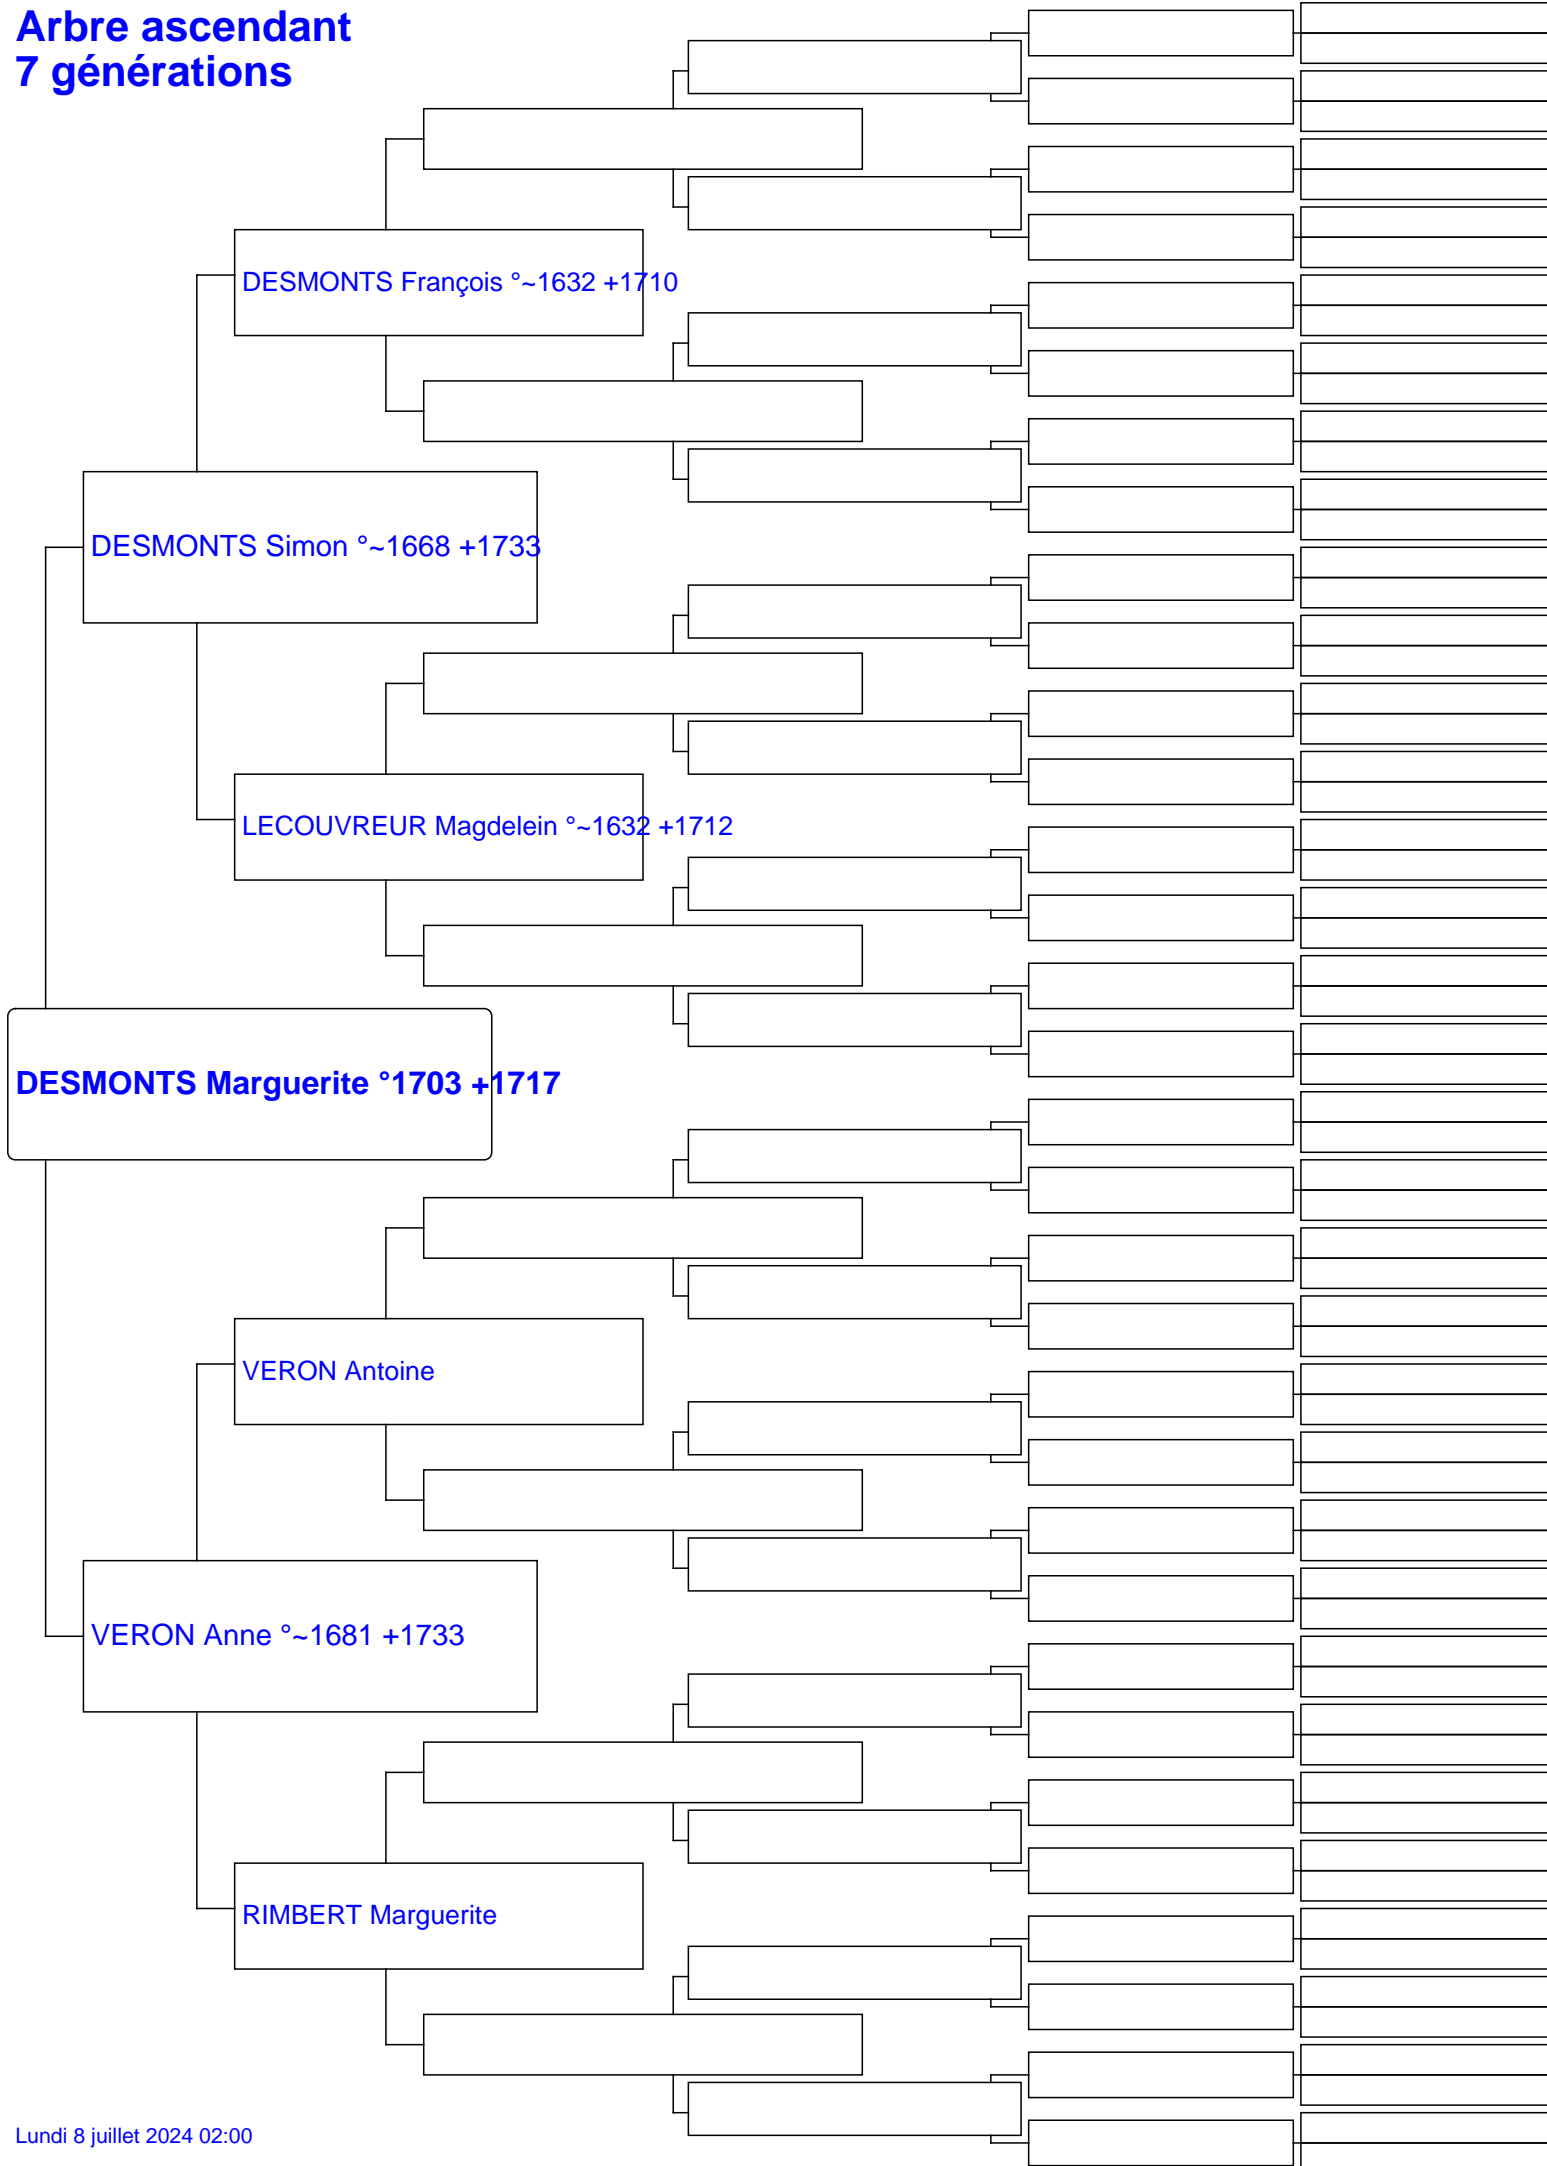 Arbre ascendant
7 générations
DESMONTS François °~1632 +1710
DESMONTS Simon °~1668 +1733
LECOUVREUR Magdelein °~1632 +1712
DESMONTS Marguerite °1703 +1717
VERON Antoine
VERON Anne °~1681 +1733
RIMBERT Marguerite
Lundi 8 juillet 2024 02:00